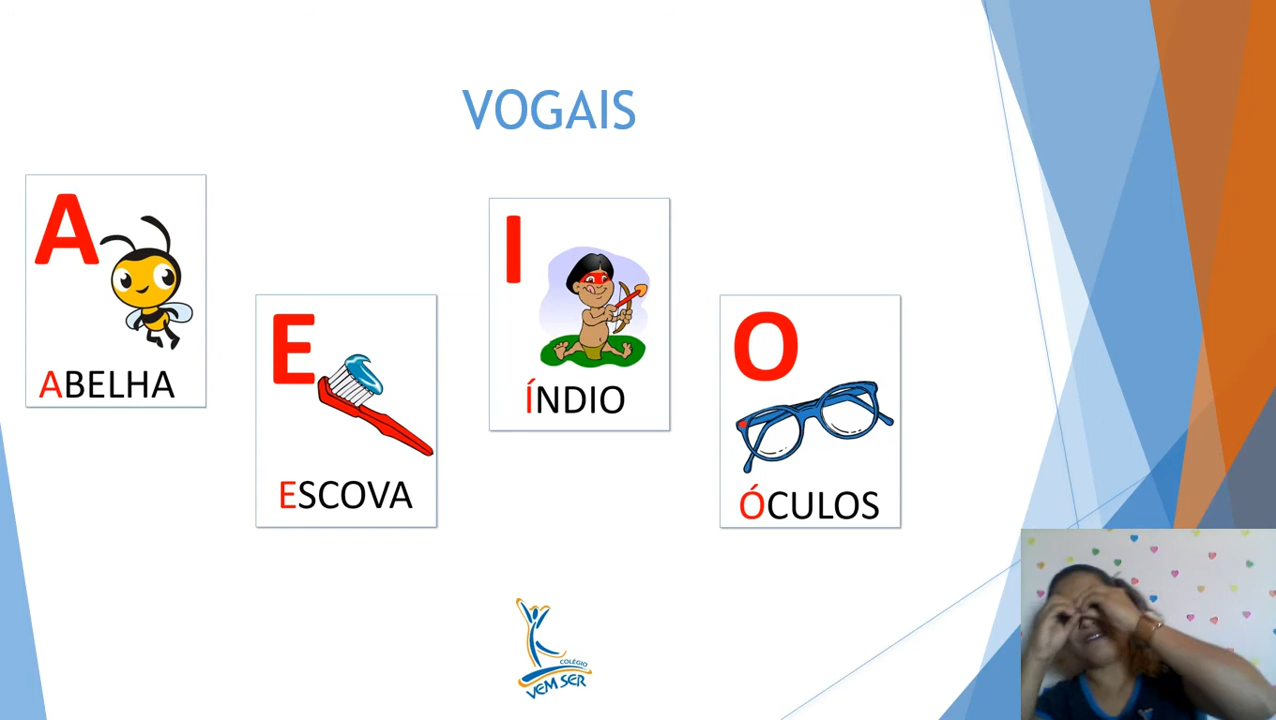 VOGAIS
A
ABELHA
E
ESCOVA
I
ÍNDIO
O
ÓCULOS
COLÉGIO
VEM SER